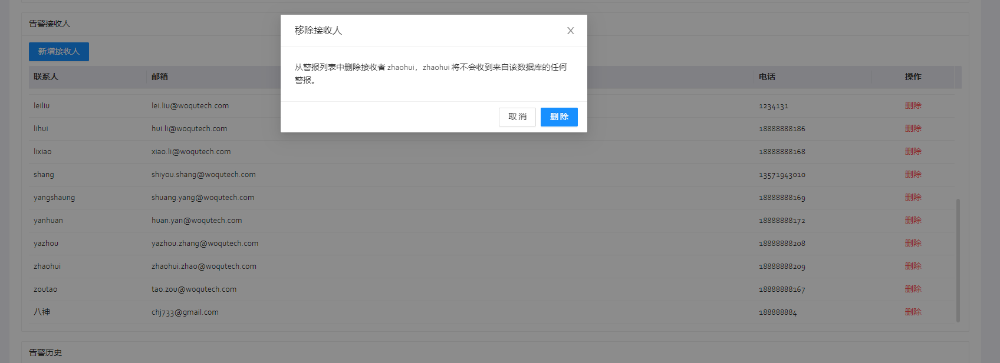 告警接收人
新增接收人
移除接收人
X
从警报列表中删除接收者 zhaohui，zhaohui 将不会收到来自该数据库的任何
警报。
取 消 删 除
联系人 邮箱 电话 操作
leiliu lei.liu@woqutech.com 1234131 删除
lihui hui.li@woqutech.com 18888888186 删除
lixiao xiao.li@woqutech.com 18888888168 删除
shang shiyou.shang@woqutech.com 13571943010 删除
yangshaung shuang.yang@woqutech.com 18888888169 删除
yanhuan huan.yan@woqutech.com 18888888172 删除
yazhou yazhou.zhang@woqutech.com 18888888208 删除
zhaohui zhaohui.zhao@woqutech.com 18888888209 删除
zoutao tao.zou@woqutech.com 18888888167 删除
八神 chj733@gmail.com 188888884 删除
告警历史